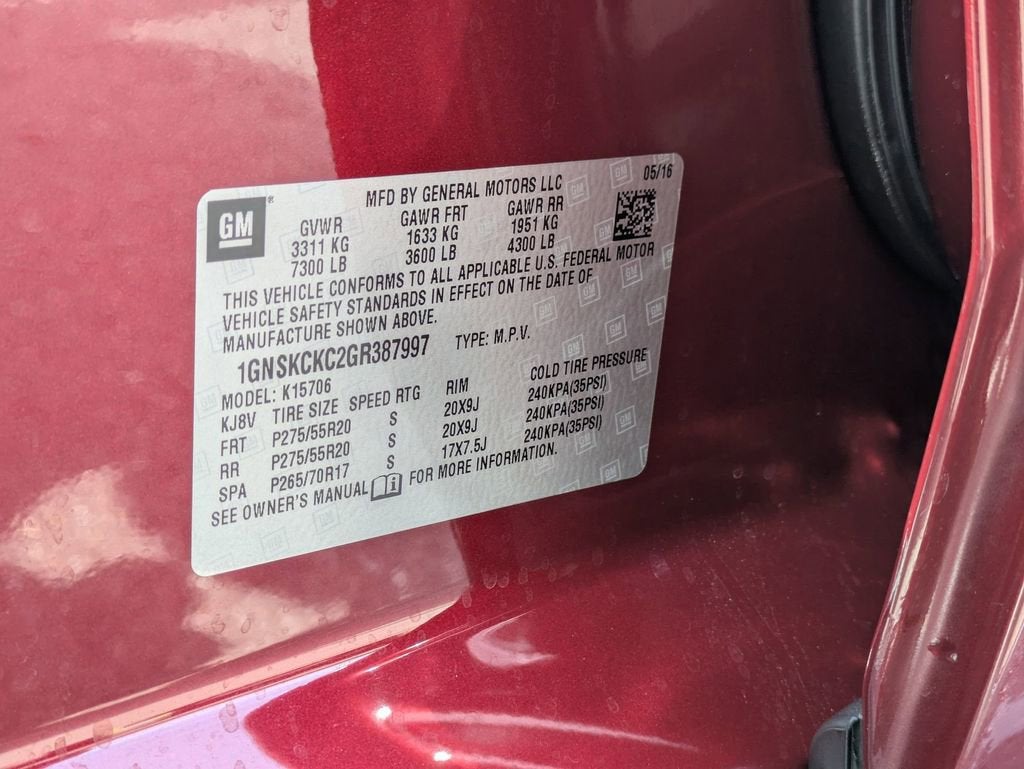 GM ®
MFD BY GENERAL MOTORS LLC 05/16
GVWR GAWR FRT GAWR RR
3311 KG 1633 KG 1951 KG
7300 LB 3600 LB 4300 LB
THIS VEHICLE CONFORMS TO ALL APPLICABLE U.S. FEDERAL MOTOR
VEHICLE SAFETY STANDARDS IN EFFECT ON THE DATE OF
MANUFACTURE SHOWN ABOVE.
1GNSKCKC2GR387997 TYPE: M.P.V.
MODEL: K15706
KJ8V TIRE SIZE SPEED RTG RIM COLD TIRE PRESSURE
FRT P275/55R20 S 20X9J 240KPA(35PSI)
RR P275/55R20 S 20X9J 240KPA(35PSI)
SPA P265/70R17 S 17X7.5J 240KPA(35PSI)
SEE OWNER'S MANUAL i FOR MORE INFORMATION.